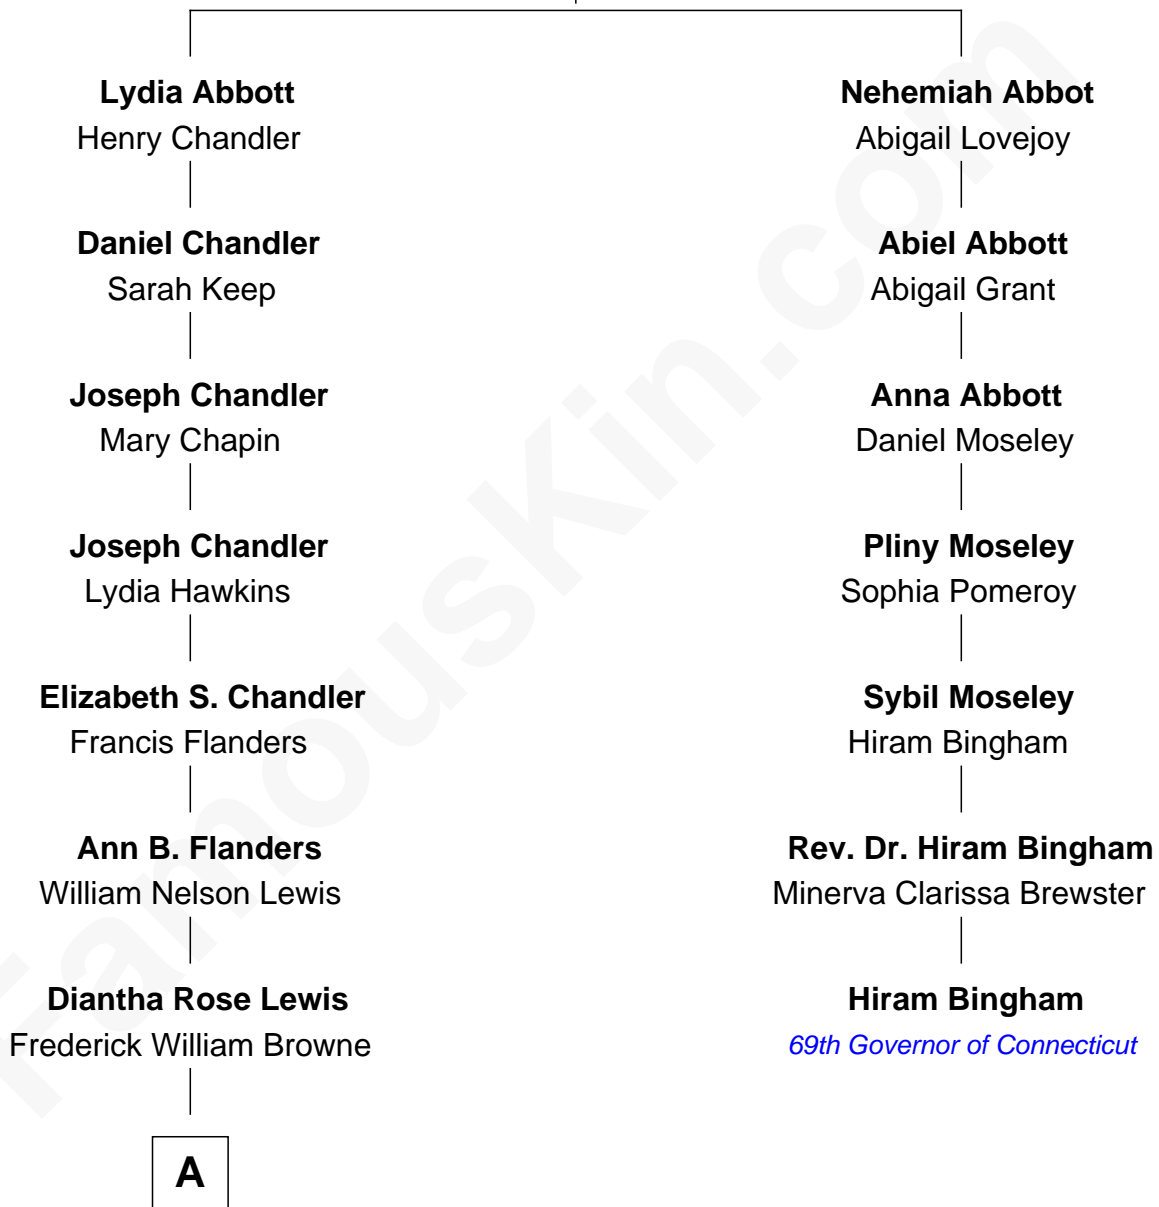 Lydia Abbott
Henry Chandler
Nehemiah Abbot
Abigail Lovejoy
Daniel Chandler
Sarah Keep
Abiel Abbott
Abigail Grant
Joseph Chandler
Mary Chapin
Anna Abbott
Daniel Moseley
Joseph Chandler
Lydia Hawkins
Pliny Moseley
Sophia Pomeroy
Elizabeth S. Chandler
Francis Flanders
Sybil Moseley
Hiram Bingham
Ann B. Flanders
William Nelson Lewis
Rev. Dr. Hiram Bingham
Minerva Clarissa Brewster
Diantha Rose Lewis
Frederick William Browne
Hiram Bingham
69th Governor of Connecticut
A
FamousKin.com